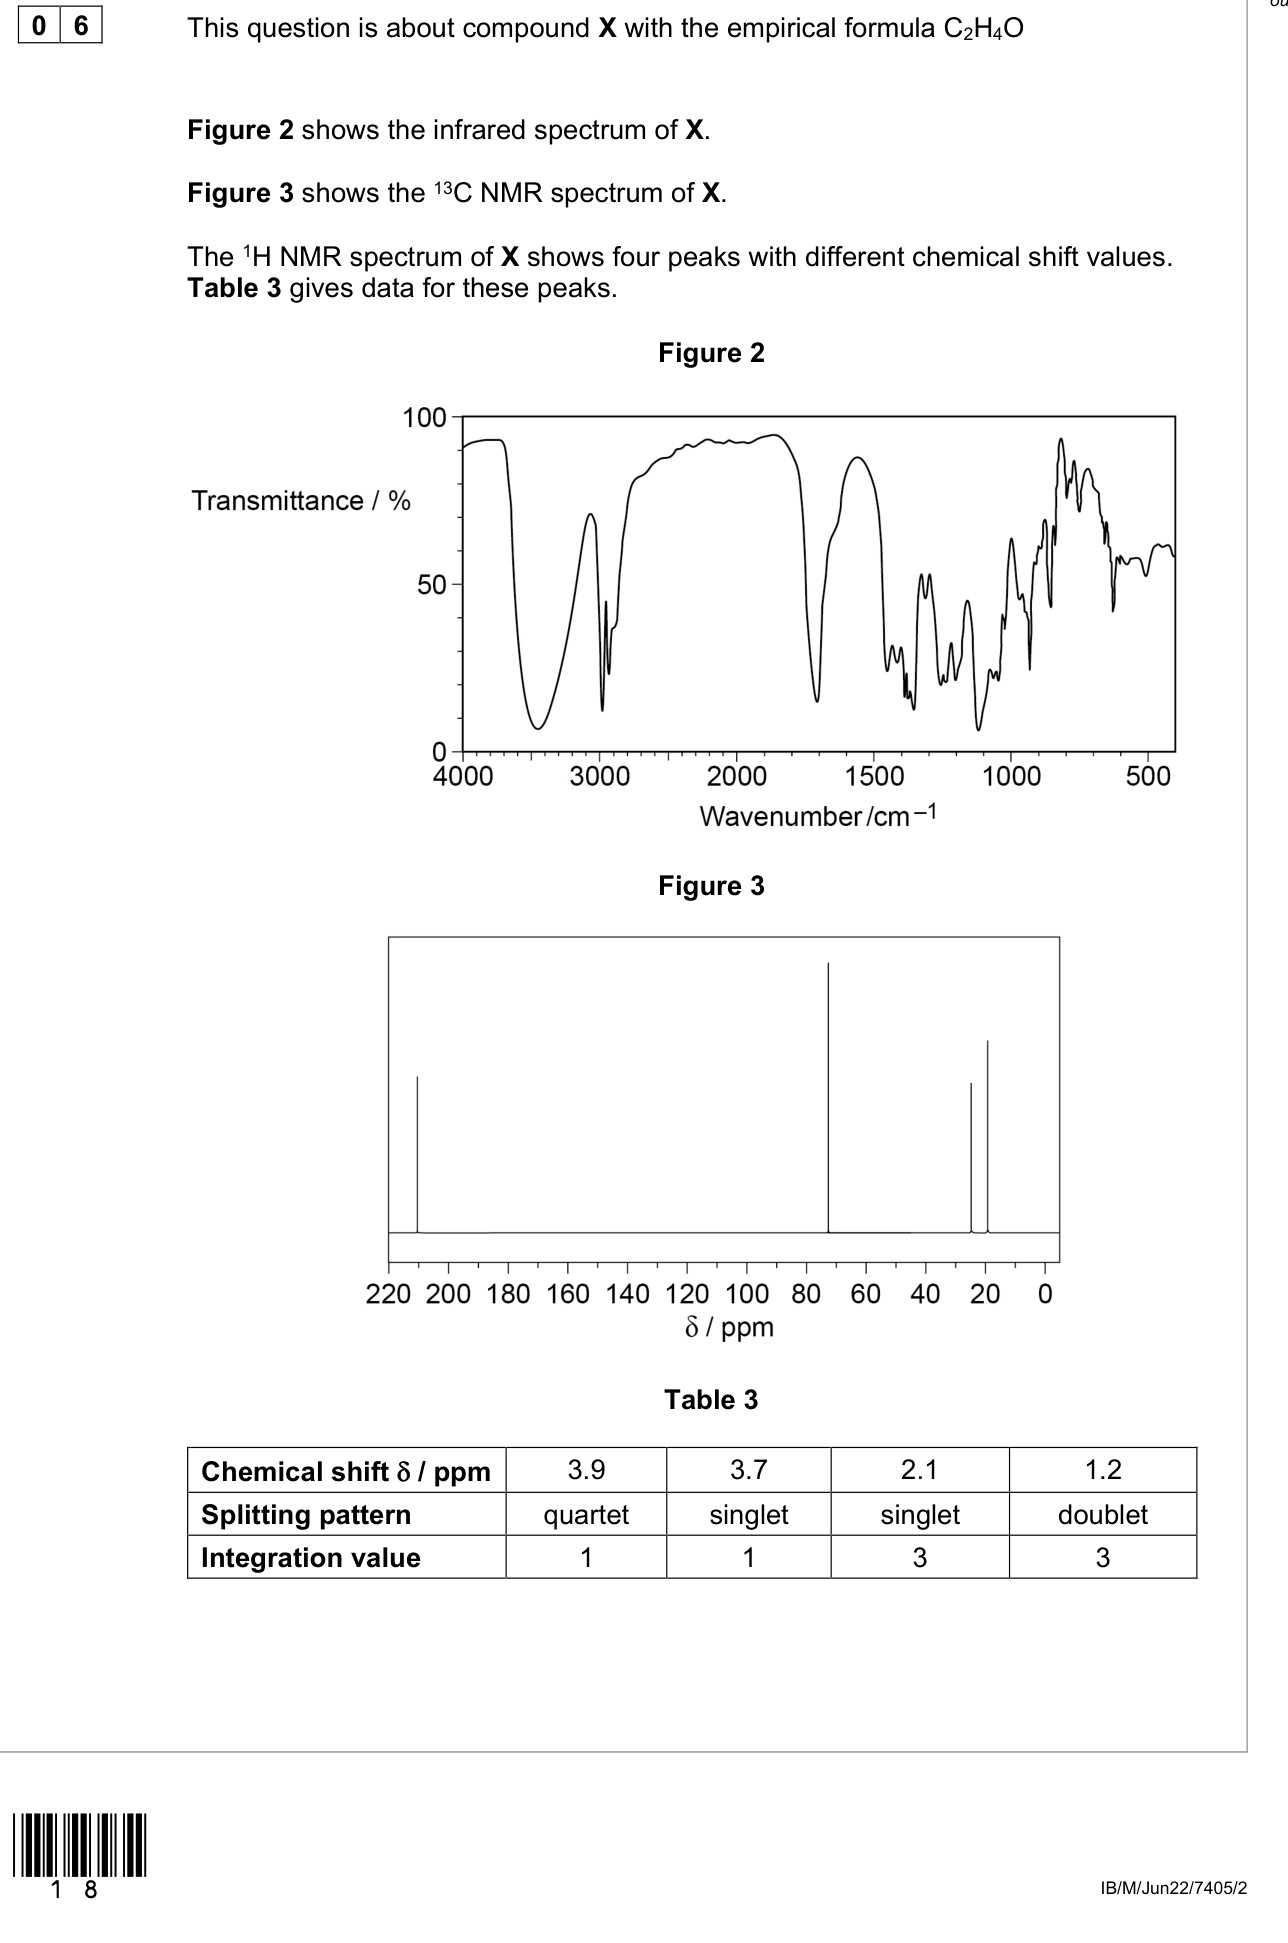 ou
0 6 This question is about compound X with the empirical formula C₂H₄O
Figure 2 shows the infrared spectrum of X.
Figure 3 shows the ¹³C NMR spectrum of X.
The ¹H NMR spectrum of X shows four peaks with different chemical shift values.
Table 3 gives data for these peaks.
Figure 2
100
Transmittance / %
50
0
4000 3000 2000 1500 1000 500
Wavenumber /cm⁻¹
Figure 3
220 200 180 160 140 120 100 80 60 40 20 0
δ / ppm
Table 3
Chemical shift δ / ppm 3.9 3.7 2.1 1.2
Splitting pattern quartet singlet singlet doublet
Integration value 1 1 3 3
1 8
IB/M/Jun22/7405/2